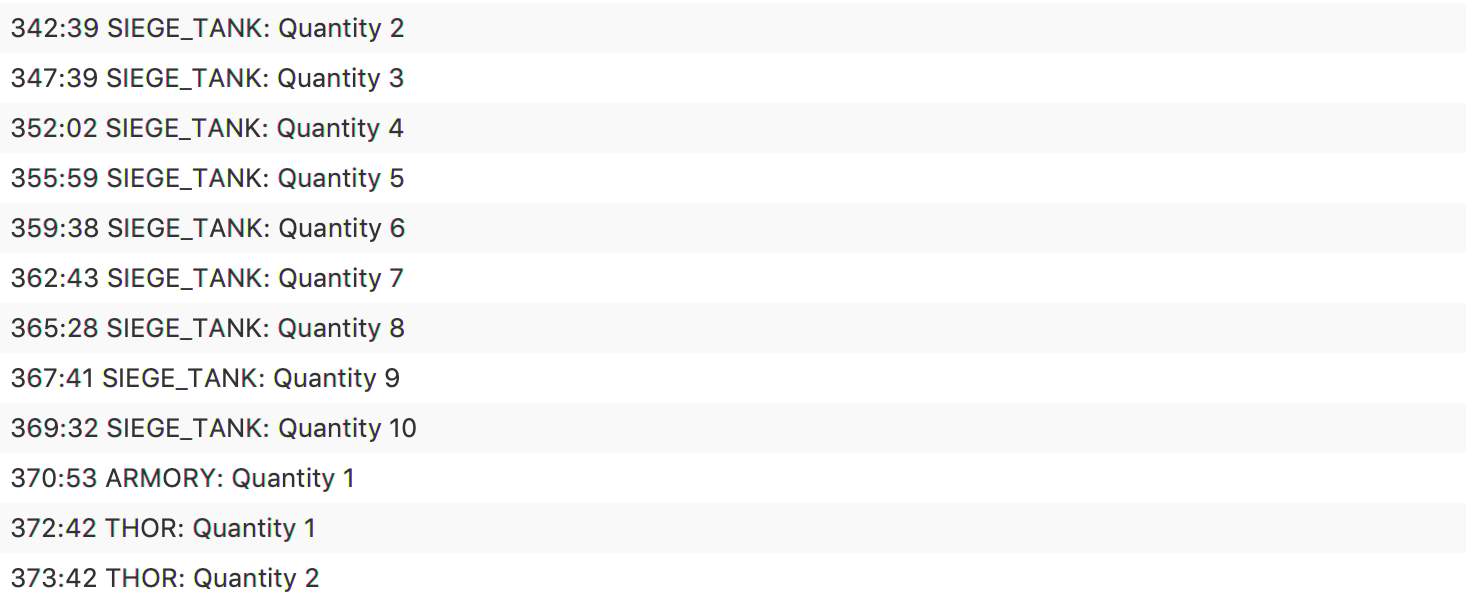 342:39 SIEGE_TANK: Quantity 2
347:39 SIEGE_TANK: Quantity 3
352:02 SIEGE_TANK: Quantity 4
355:59 SIEGE_TANK: Quantity 5
359:38 SIEGE_TANK: Quantity 6
362:43 SIEGE_TANK: Quantity 7
365:28 SIEGE_TANK: Quantity 8
367:41 SIEGE_TANK: Quantity 9
369:32 SIEGE_TANK: Quantity 10
370:53 ARMORY: Quantity 1
372:42 THOR: Quantity 1
373:42 THOR: Quantity 2